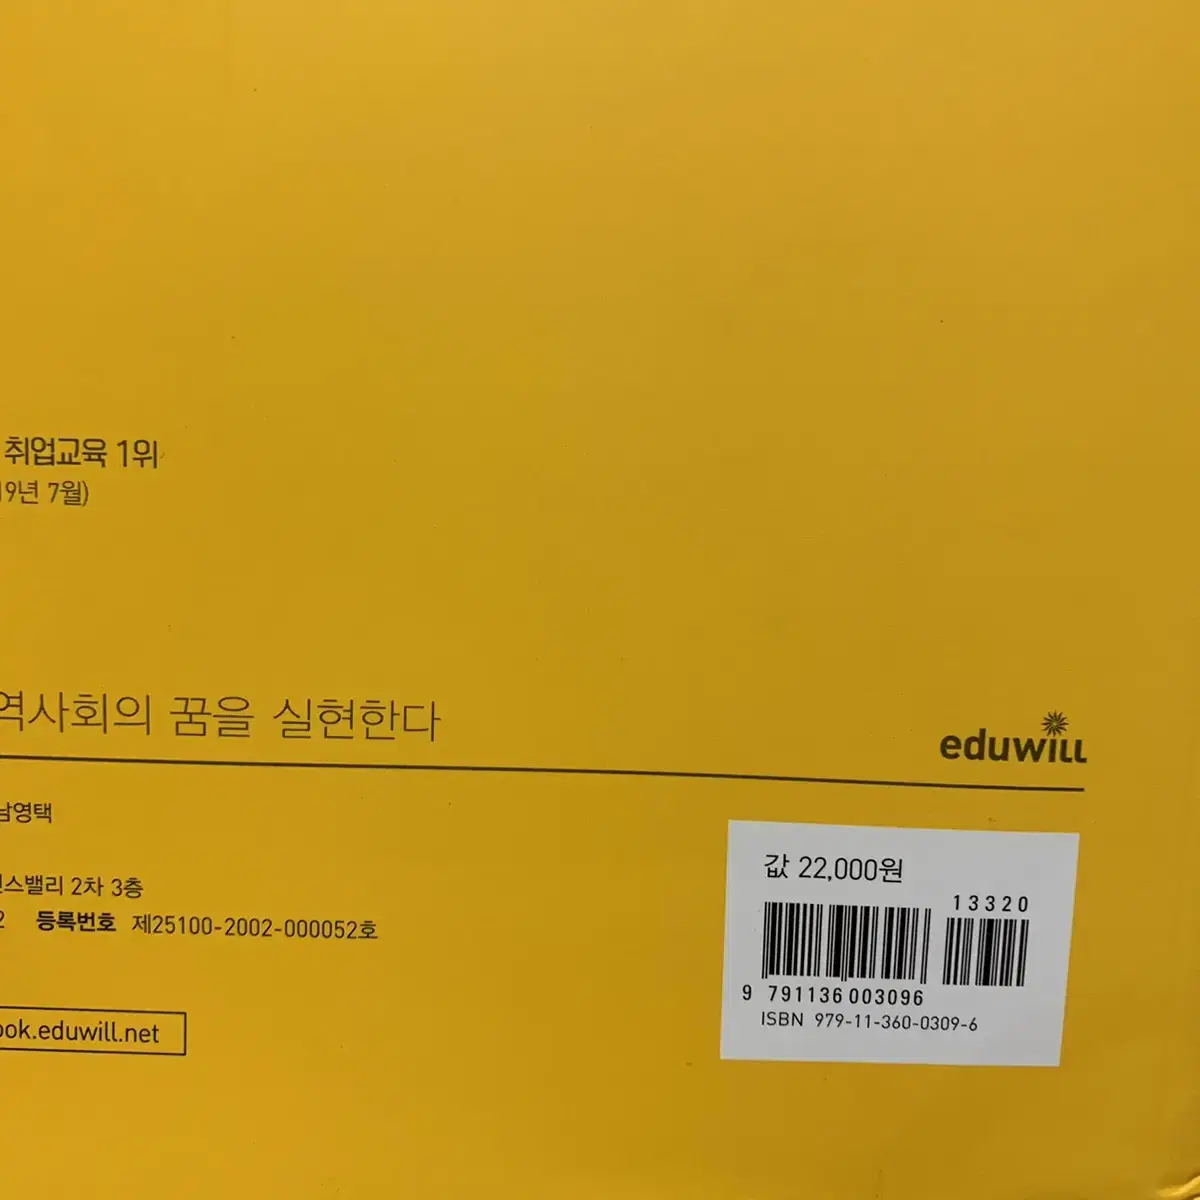 취업교육 1위
9년 7월)
역사회의 꿈을 실현한다
eduwill
남영택
스밸리 2차 3층
2 등록번호 제25100-2002-000052호
ook.eduwill.net
값 22,000원
13320
9 791136 003096
ISBN 979-11-360-0309-6